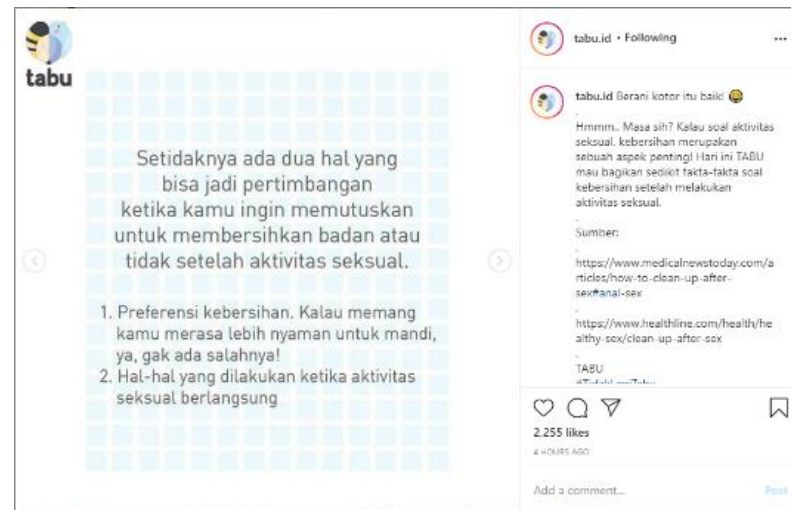 tabu
Setidaknya ada dua hal yang
bisa jadi pertimbangan
ketika kamu ingin memutuskan
untuk membersihkan badan atau
tidak setelah aktivitas seksual.
1. Preferensi kebersihan. Kalau memang
kamu merasa lebih nyaman untuk mandi,
ya, gak ada salahnya!
2. Hal-hal yang dilakukan ketika aktivitas
seksual berlangsung
tabu.id • Following
tabu.id Berani kotor itu baik! 😂
.
Hmmm.. Masa sih? Kalau soal aktivitas
seksual, kebersihan merupakan
sebuah aspek penting! Hari ini TABU
mau bagikan sedikit fakta-fakta soal
kebersihan setelah melakukan
aktivitas seksual.
.
Sumber:
.
https://www.medicalnewstoday.com/a
rticles/how-to-clean-up-after-
sex#anal-sex
.
https://www.healthline.com/health/he
althy-sex/clean-up-after-sex
.
TABU
2.255 likes
4 HOURS AGO
Add a comment...
Post